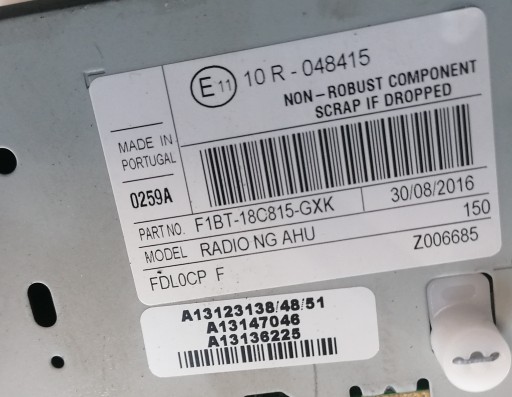 E 11 10 R - 048415
NON-ROBUST COMPONENT
SCRAP IF DROPPED
MADE IN
PORTUGAL
0259A
PART NO. F1BT-18C815-GXK 30/08/2016
MODEL RADIO NG AHU 150
FDL0CP F Z006685
A13123138/48/51
A13147046
A13136225